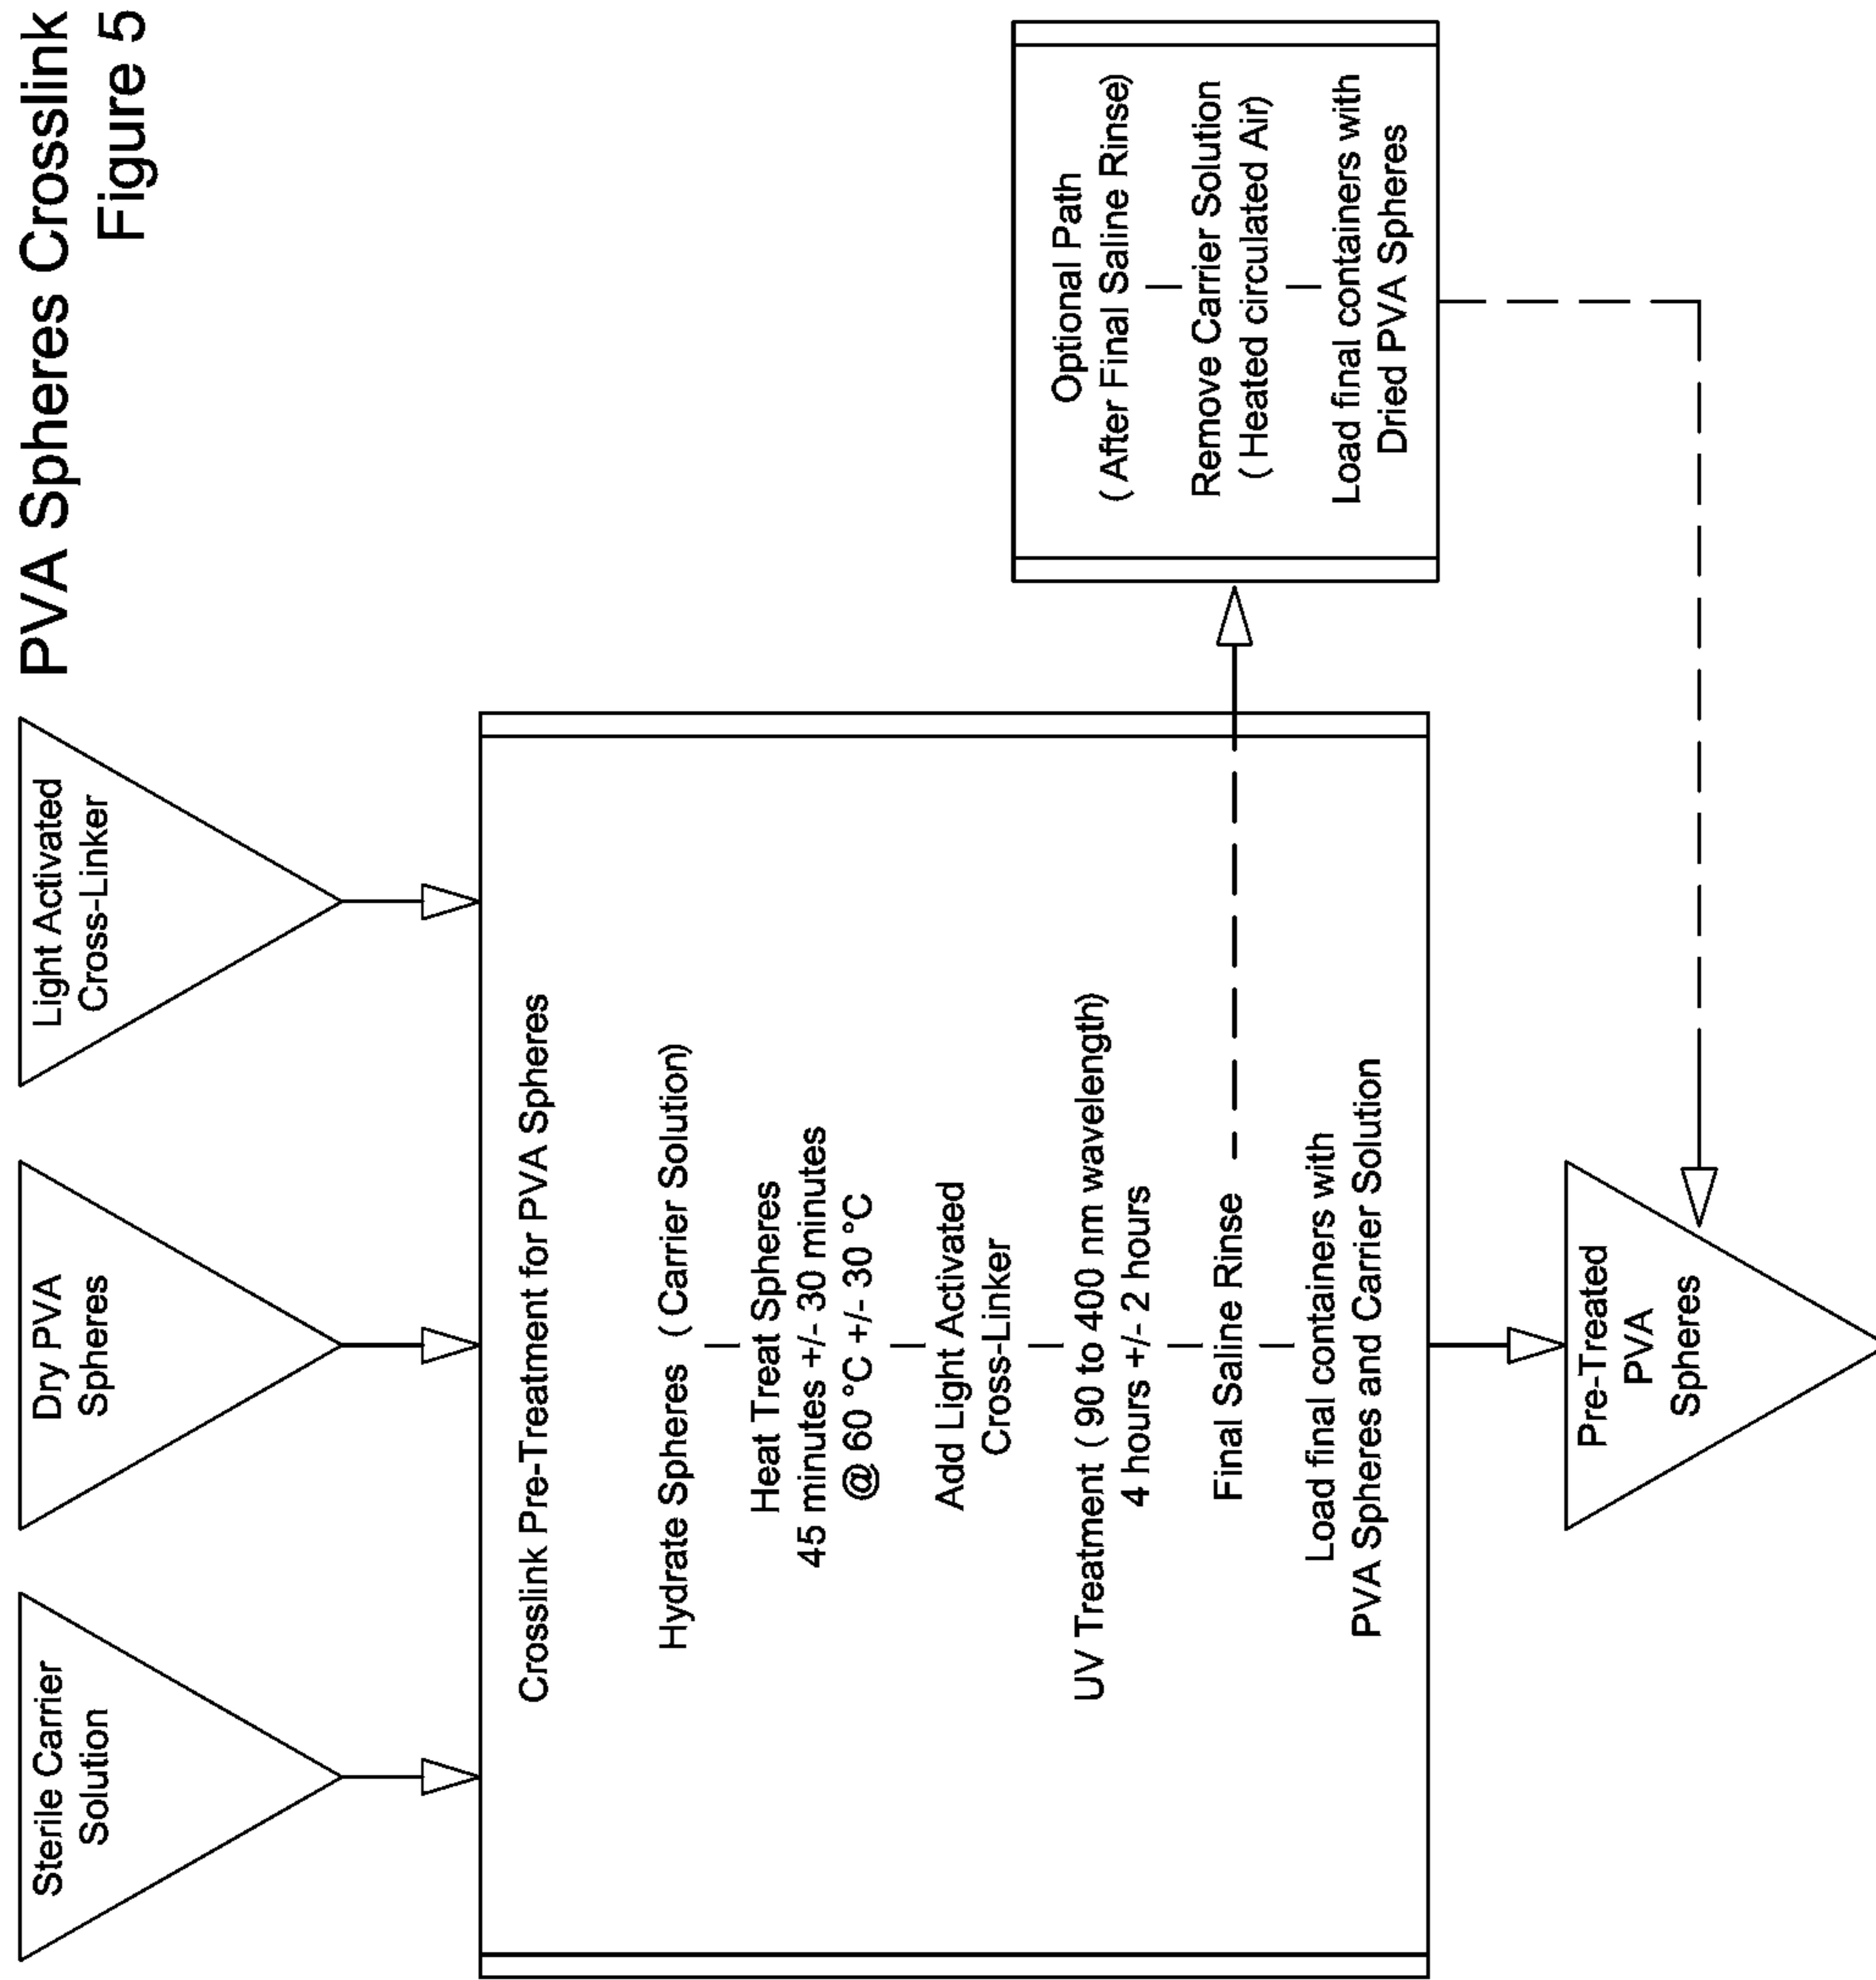 PVA Spheres Crosslink
Figure 5
Sterile Carrier
Solution
Dry PVA
Spheres
Light Activated
Cross-Linker
Crosslink Pre-Treatment for PVA Spheres
Hydrate Spheres ( Carrier Solution)
Heat Treat Spheres
45 minutes +/- 30 minutes
@ 60 °C +/- 30 °C
Add Light Activated
Cross-Linker
UV Treatment ( 90 to 400 nm wavelength)
4 hours +/- 2 hours
Final Saline Rinse
Load final containers with
PVA Spheres and Carrier Solution
Optional Path
( After Final Saline Rinse)
Remove Carrier Solution
( Heated circulated Air)
Load final containers with
Dried PVA Spheres
Pre-Treated
PVA
Spheres